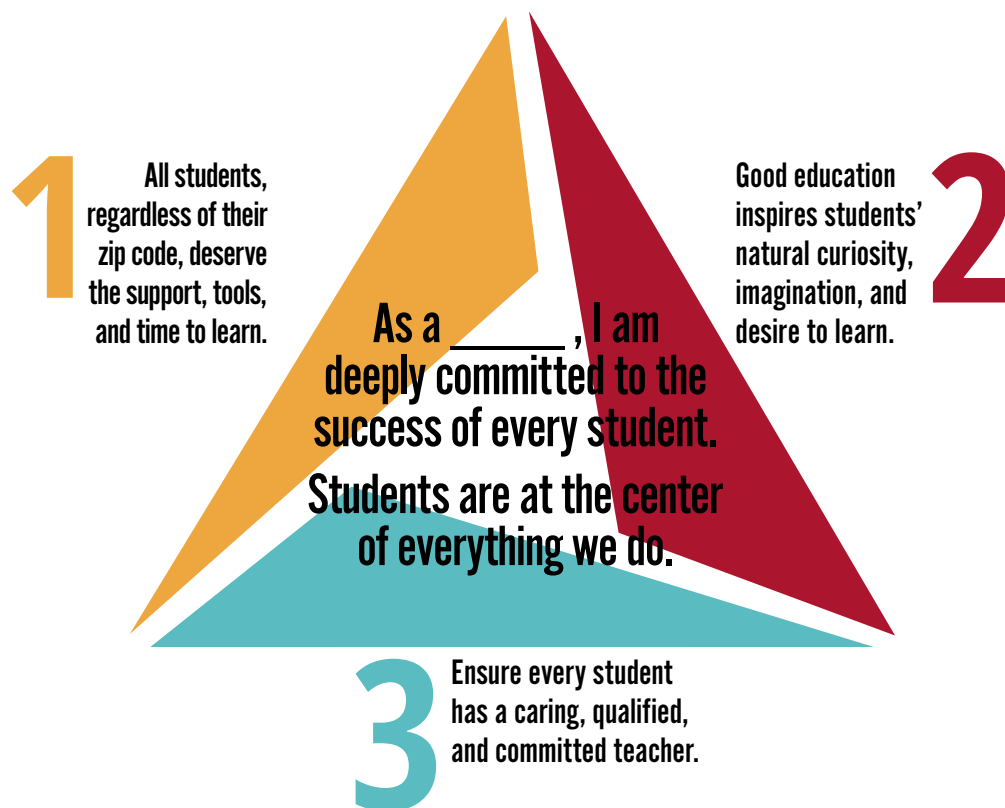 1
All students,
regardless of their
zip code, deserve
the support, tools,
and time to learn.
2
Good education
inspires students’
natural curiosity,
imagination, and
desire to learn.
As a ______ , I am
deeply committed to the
success of every student.
Students are at the center
of everything we do.
3
Ensure every student
has a caring, qualified,
and committed teacher.